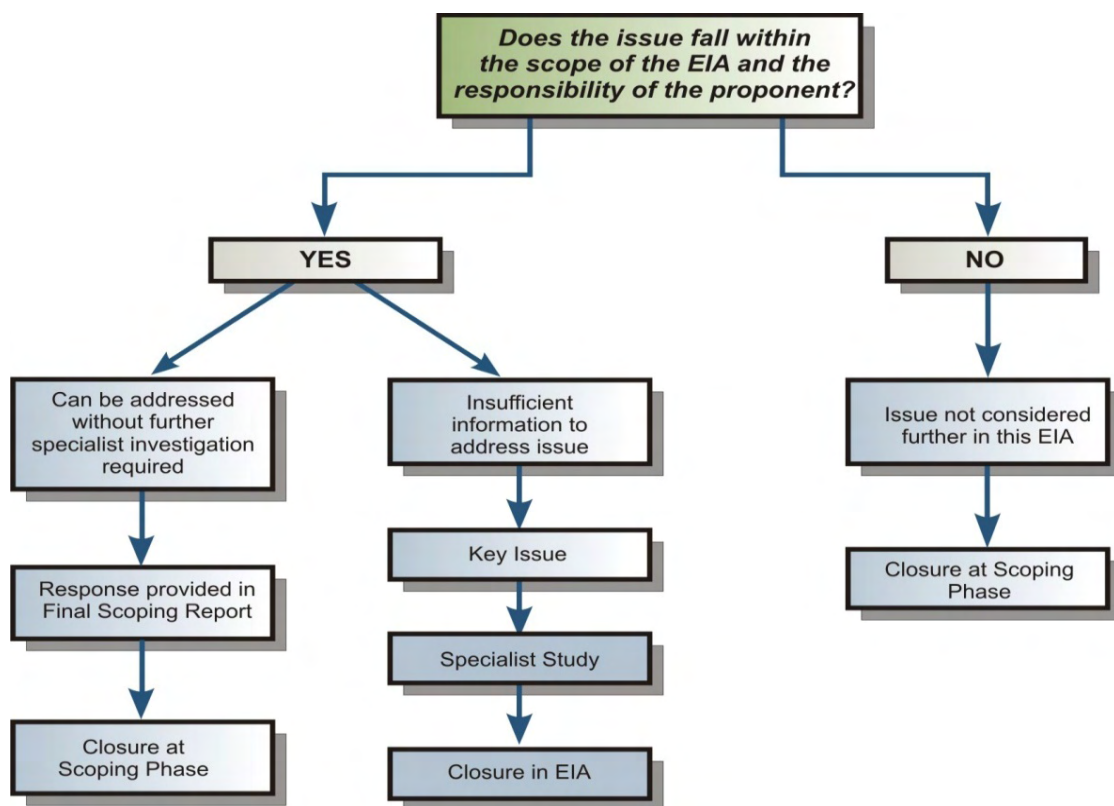 Does the issue fall within
the scope of the EIA and the
responsibility of the proponent?
YES
NO
Can be addressed
without further
specialist investigation
required
Insufficient
information to
address issue
Issue not considered
further in this EIA
Key Issue
Closure at Scoping
Phase
Response provided in
Final Scoping Report
Specialist Study
Closure at
Scoping Phase
Closure in EIA